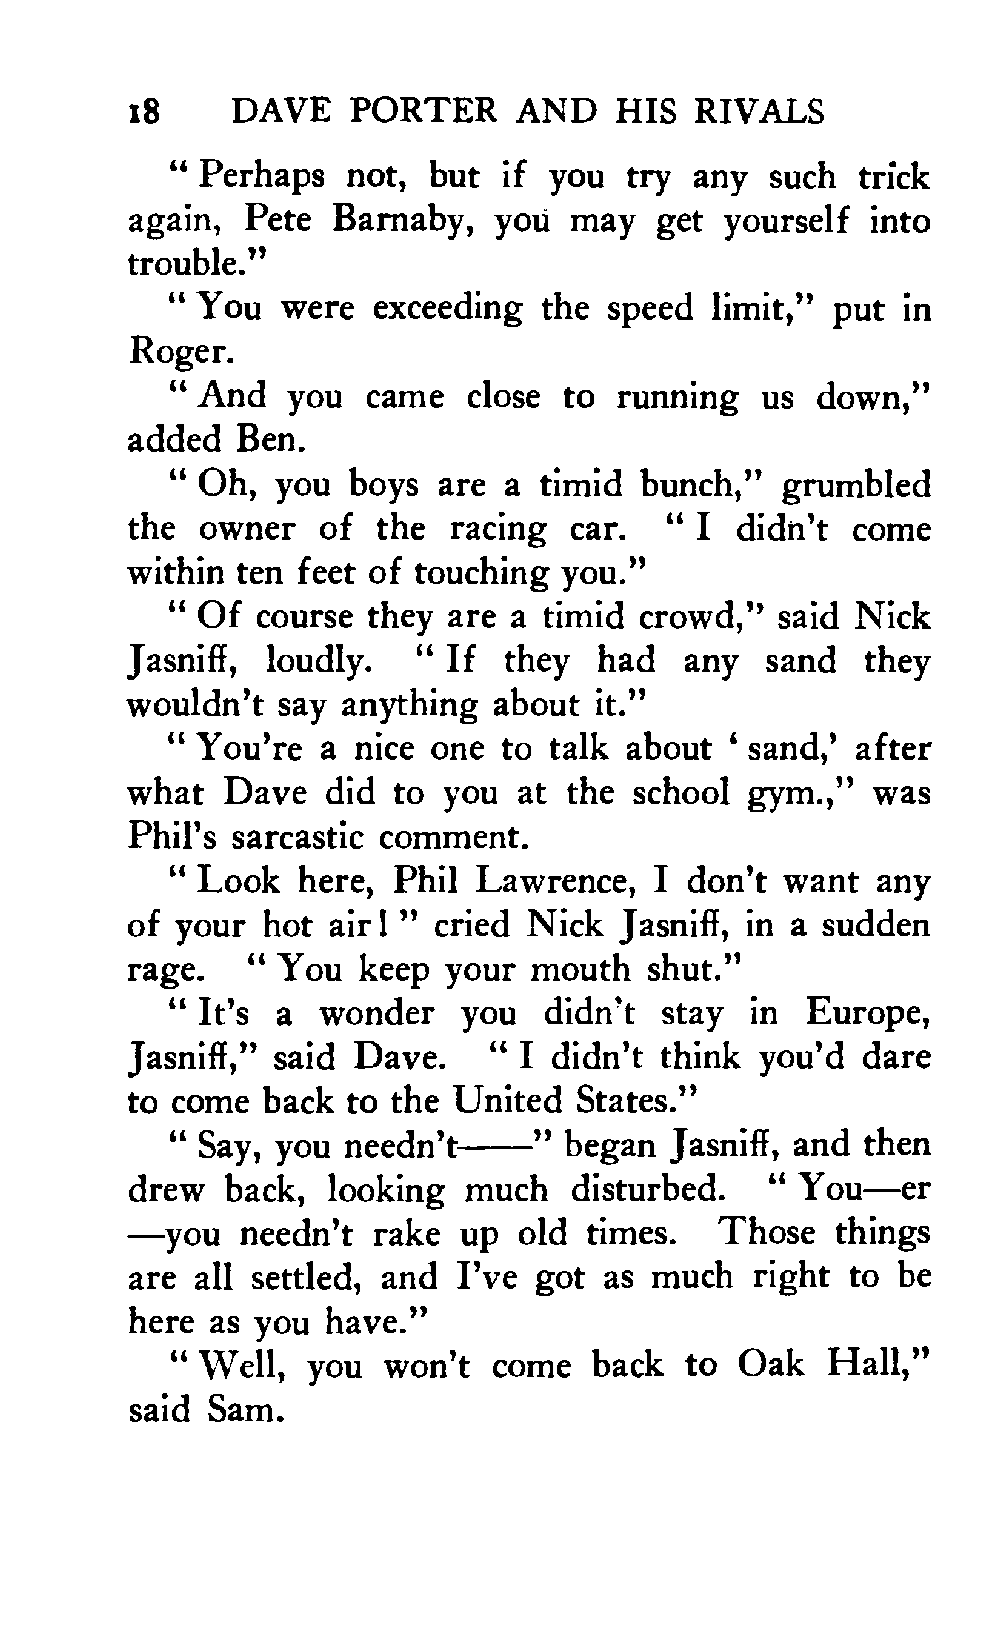 18 DAVE PORTER AND HIS RIVALS
“ Perhaps not, but if you try any such trick
again, Pete Barnaby, you may get yourself into
trouble.”
“ You were exceeding the speed limit,” put in
Roger.
“ And you came close to running us down,”
added Ben.
“ Oh, you boys are a timid bunch,” grumbled
the owner of the racing car. “ I didn’t come
within ten feet of touching you.”
“ Of course they are a timid crowd,” said Nick
Jasniff, loudly. “ If they had any sand they
wouldn’t say anything about it.”
“ You’re a nice one to talk about ‘ sand,’ after
what Dave did to you at the school gym.,” was
Phil’s sarcastic comment.
“ Look here, Phil Lawrence, I don’t want any
of your hot air! ” cried Nick Jasniff, in a sudden
rage. “ You keep your mouth shut.”
“ It’s a wonder you didn’t stay in Europe,
Jasniff,” said Dave. “ I didn’t think you’d dare
to come back to the United States.”
“ Say, you needn’t——” began Jasniff, and then
drew back, looking much disturbed. “ You—er
—you needn’t rake up old times. Those things
are all settled, and I’ve got as much right to be
here as you have.”
“ Well, you won’t come back to Oak Hall,”
said Sam.